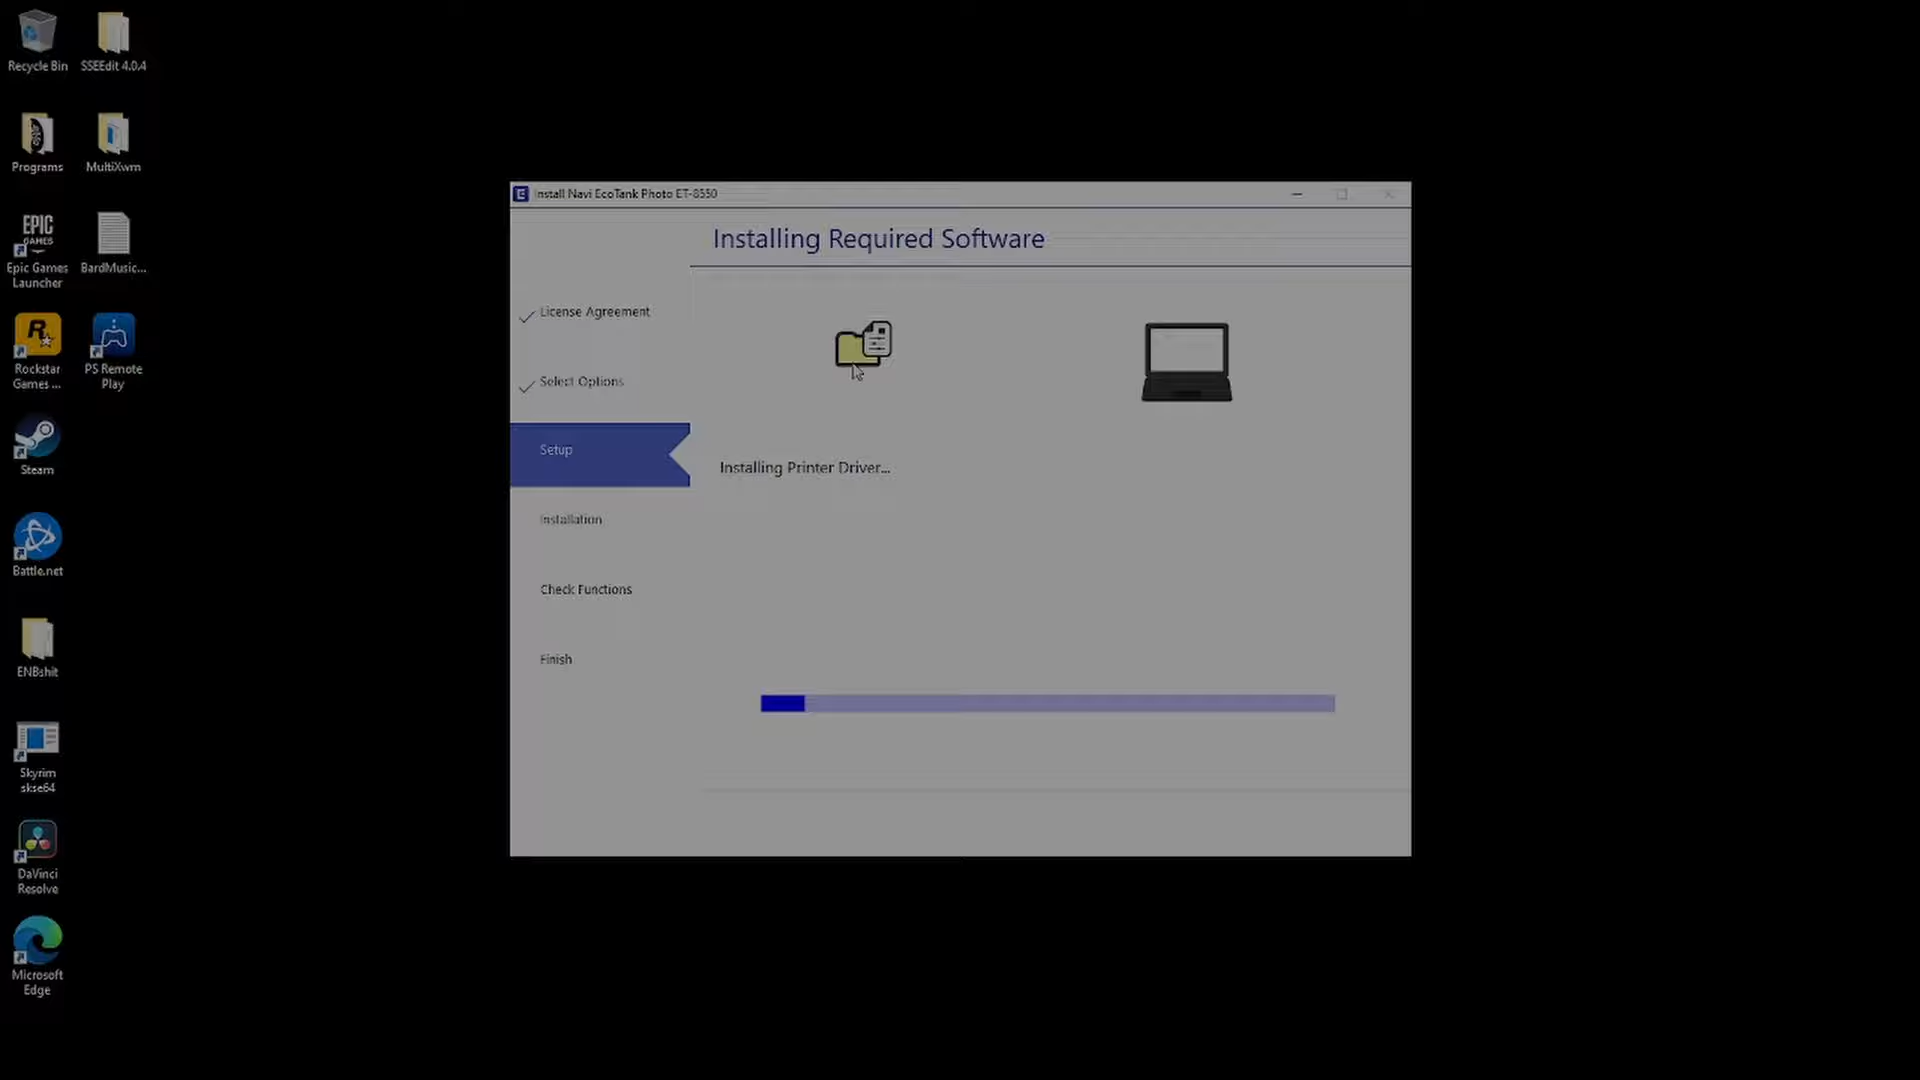 Recycle Bin
SSEEdit 4.0.4
Programs
MultiXwm
EPIC
GAMES
Epic Games
Launcher
BardMusic...
Rockstar
Games ...
PS Remote
Play
Steam
Battle.net
ENBshit
Skyrim
skse64
DaVinci
Resolve
Microsoft
Edge
Install Navi EcoTank Photo ET-8550
Installing Required Software
License Agreement
Select Options
Setup
Installation
Check Functions
Finish
Installing Printer Driver...